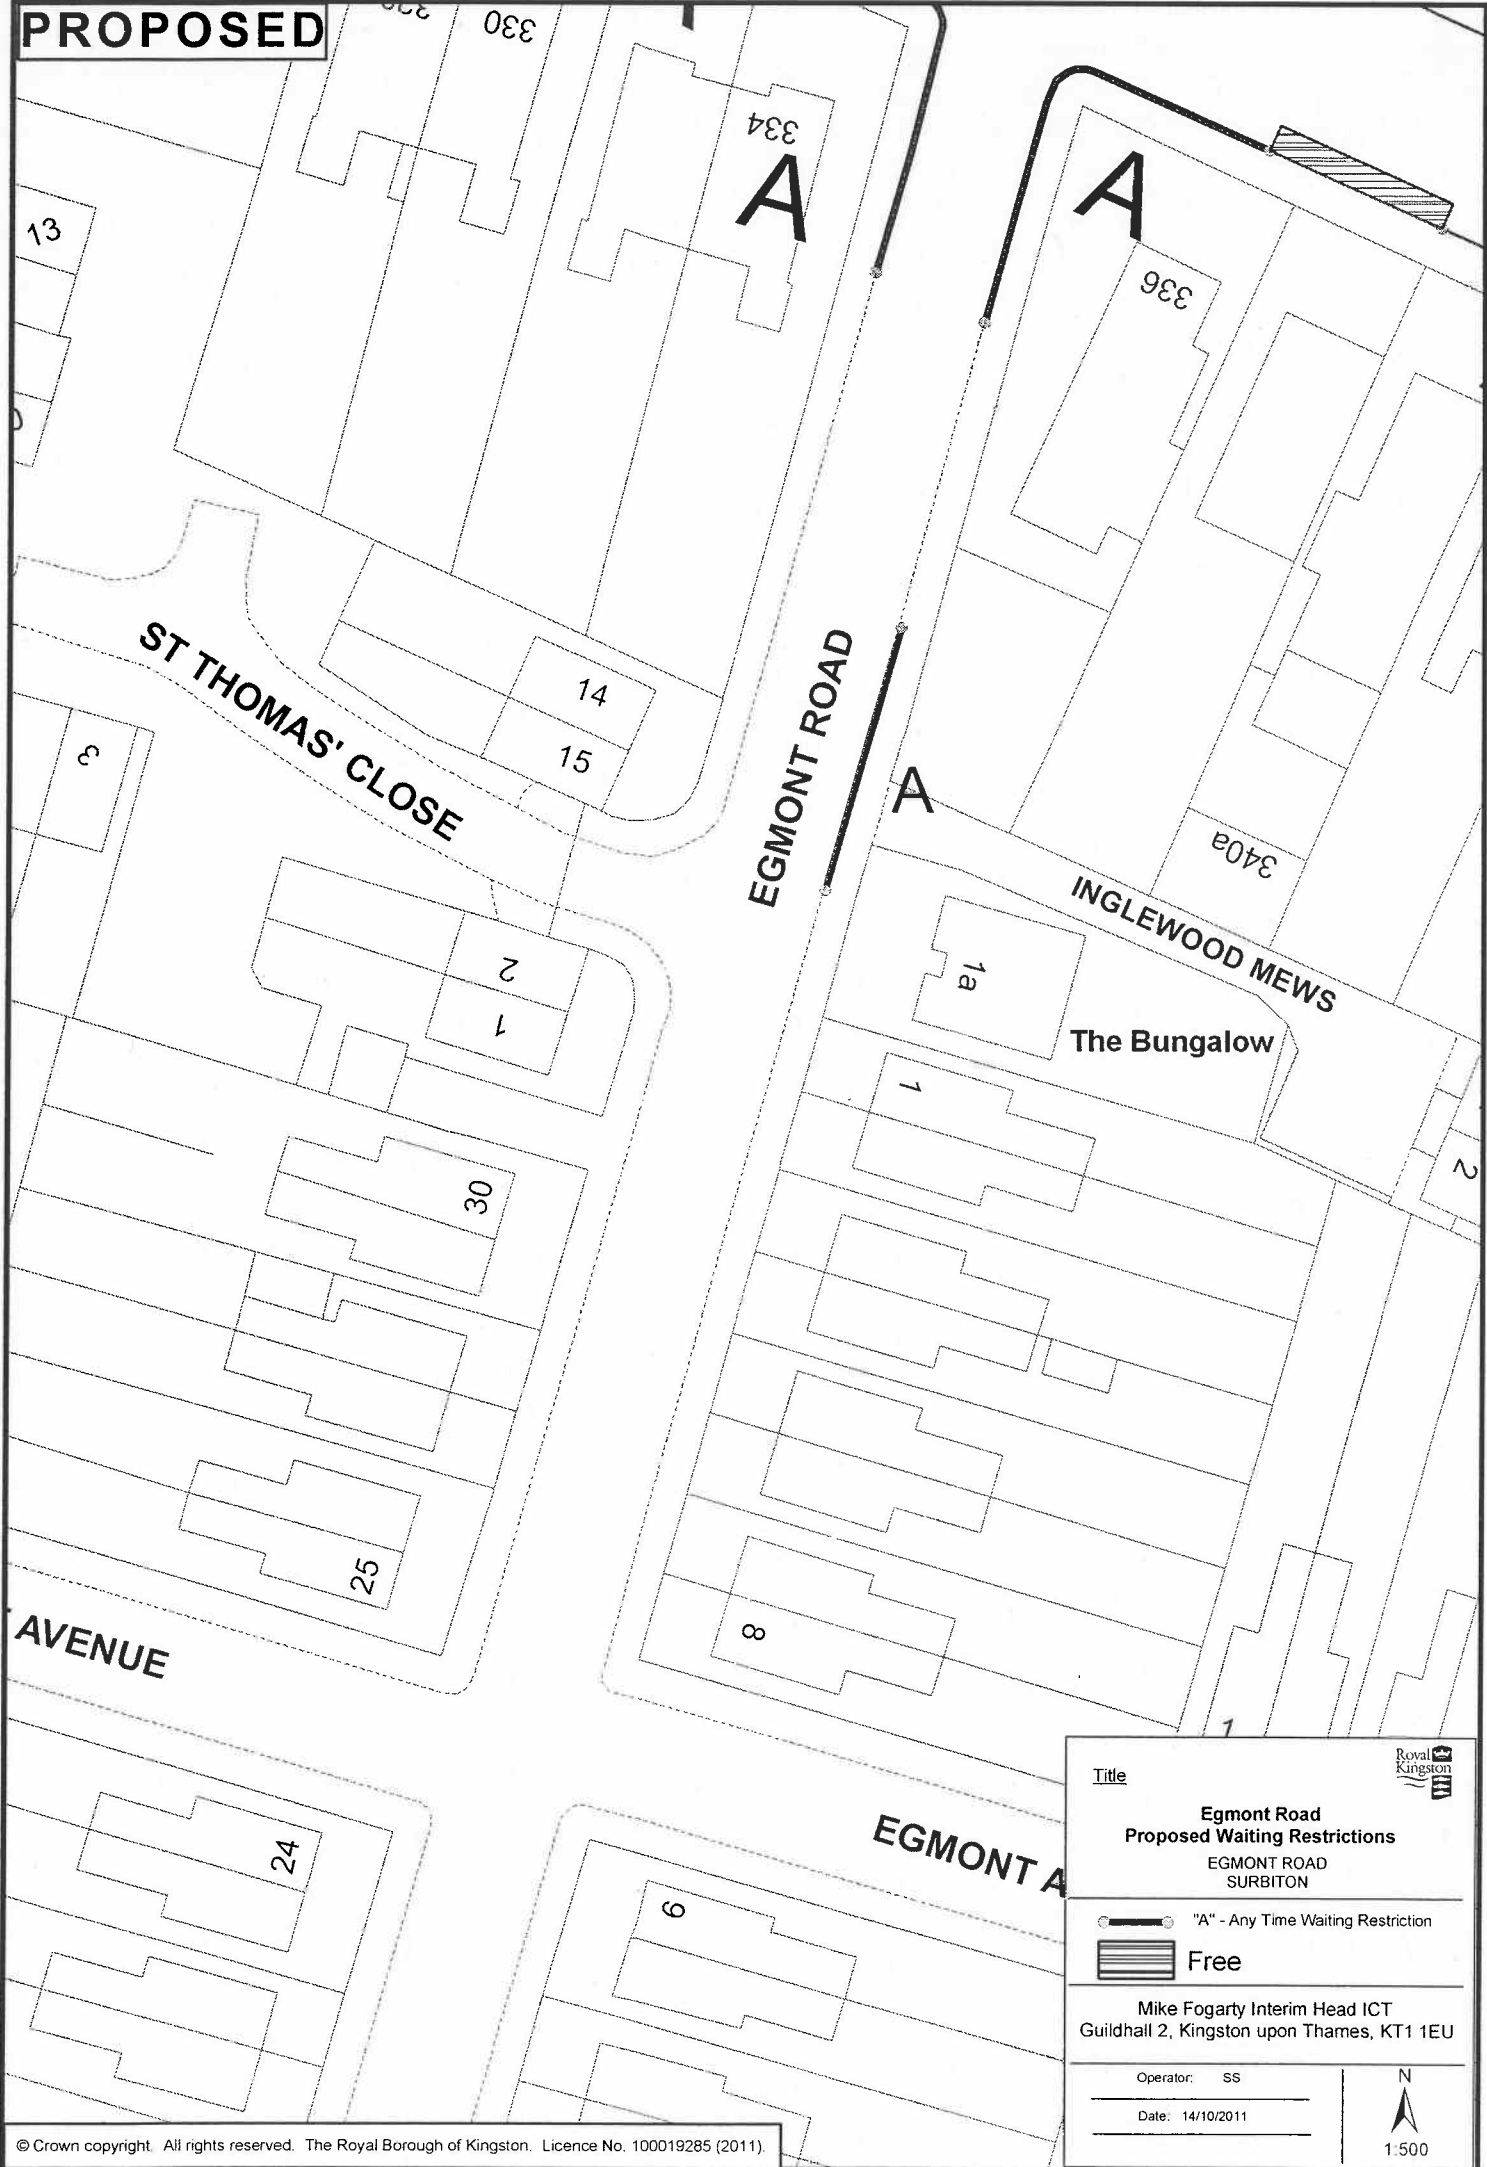 PROPOSED
330
334
A
A
336
13
ST THOMAS' CLOSE
14
15
3
EGMONT ROAD
A
340a
INGLEWOOD MEWS
2
1
1a
The Bungalow
1
2
30
25
8
AVENUE
1
24
6
EGMONT A
Title
Royal
Kingston
Egmont Road
Proposed Waiting Restrictions
EGMONT ROAD
SURBITON
"A" - Any Time Waiting Restriction
Free
Mike Fogarty Interim Head ICT
Guildhall 2, Kingston upon Thames, KT1 1EU
Operator: SS
Date: 14/10/2011
N
1:500
© Crown copyright. All rights reserved. The Royal Borough of Kingston. Licence No. 100019285 (2011).